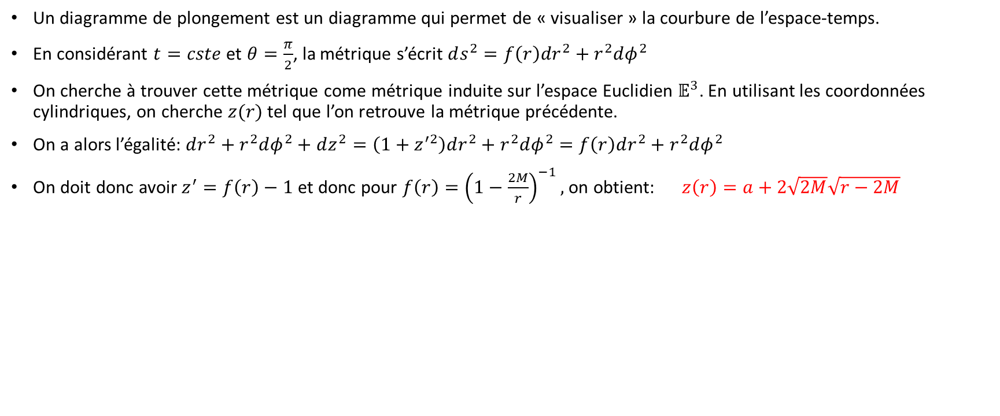 • Un diagramme de plongement est un diagramme qui permet de « visualiser » la courbure de l’espace-temps.
• En considérant $t = cste$ et $\theta = \frac{\pi}{2}$, la métrique s’écrit $ds^2 = f(r)dr^2 + r^2d\phi^2$
• On cherche à trouver cette métrique come métrique induite sur l’espace Euclidien $\mathbb{E}^3$. En utilisant les coordonnées
cylindriques, on cherche $z(r)$ tel que l’on retrouve la métrique précédente.
• On a alors l’égalité: $dr^2 + r^2d\phi^2 + dz^2 = (1 + z'^2)dr^2 + r^2d\phi^2 = f(r)dr^2 + r^2d\phi^2$
• On doit donc avoir $z' = f(r) - 1$ et donc pour $f(r) = \left(1 - \frac{2M}{r}\right)^{-1}$, on obtient: $z(r) = a + 2\sqrt{2M}\sqrt{r - 2M}$